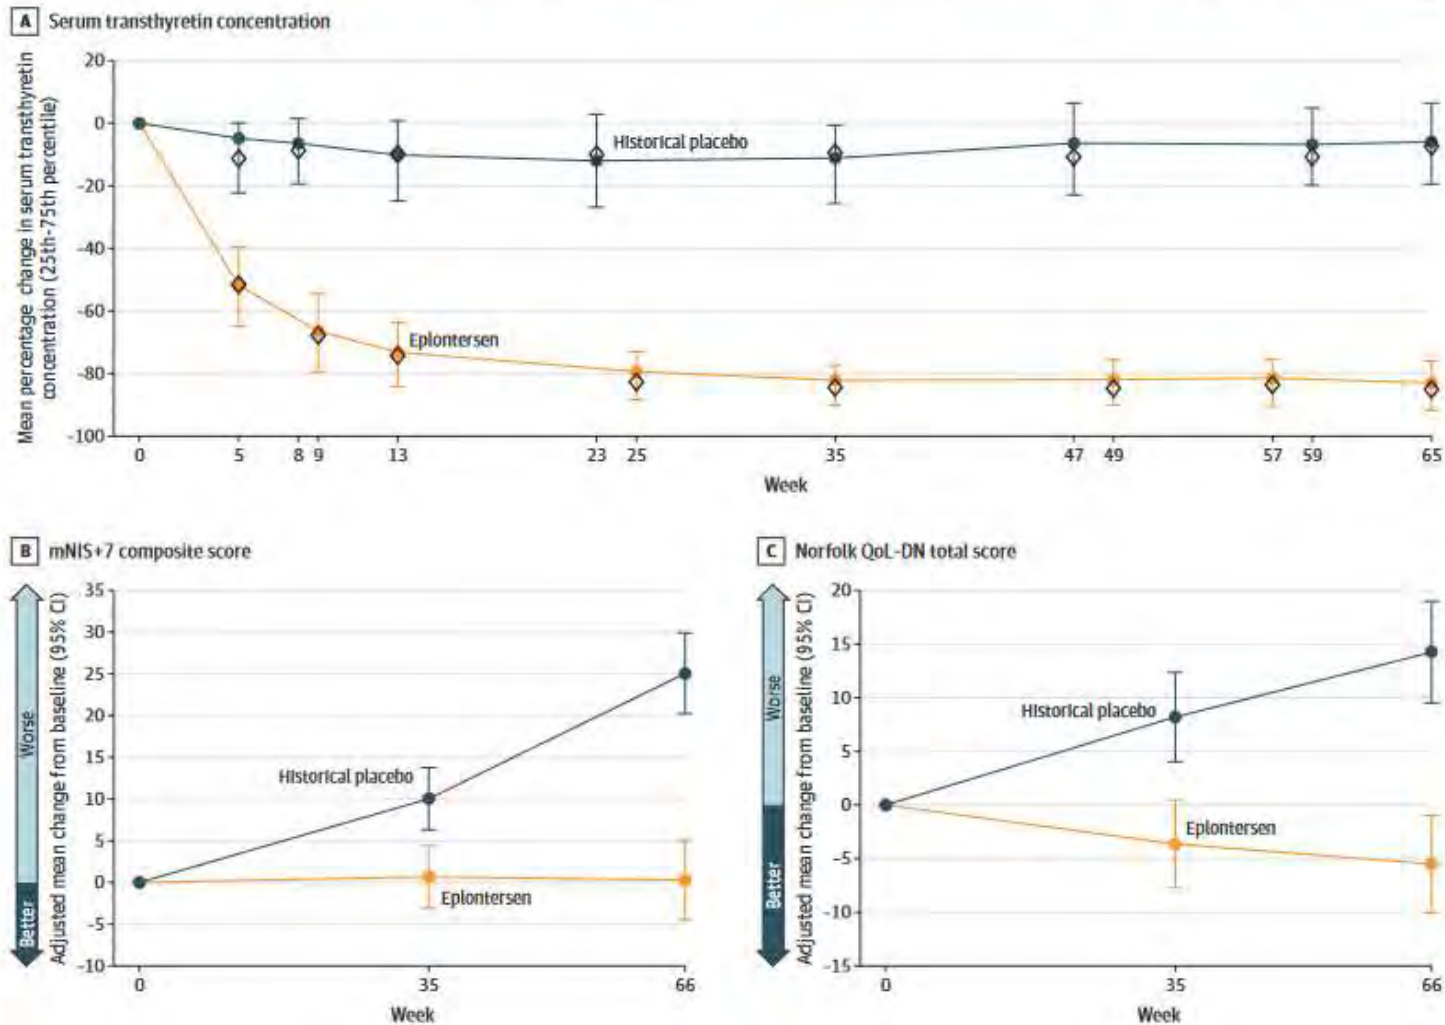 A Serum transthyretin concentration
Mean percentage change in serum transthyretin
concentration (25th-75th percentile)
20
0
-20
-40
-60
-80
-100
Historical placebo
Eplontersen
0 5 8 9 13 23 25 35 47 49 57 59 65
Week
B mNIS+7 composite score
Worse
Better
Adjusted mean change from baseline (95% CI)
35
30
25
20
15
10
5
0
-5
-10
Historical placebo
Eplontersen
0 35 66
Week
C Norfolk QoL-DN total score
Worse
Better
Adjusted mean change from baseline (95% CI)
20
15
10
5
0
-5
-10
-15
Historical placebo
Eplontersen
0 35 66
Week